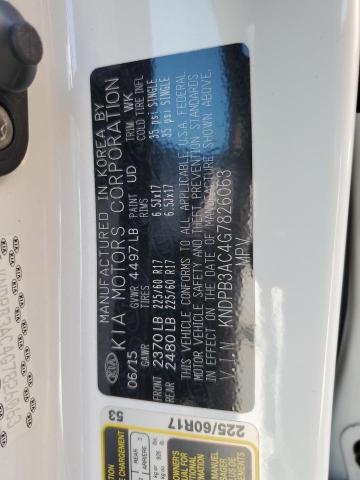 MANUFACTURED IN KOREA BY
KIA MOTORS CORPORATION
06/15 GVWR 4497LB PAINT UD TRIM WK
GAWR TIRES RIMS COLD TIRE INFL
FRONT 2370LB 225/60 R17 6.5Jx17 35 psi SINGLE
REAR 2480LB 225/60 R17 6.5Jx17 35 psi SINGLE
THIS VEHICLE CONFORMS TO ALL APPLICABLE U.S.A. FEDERAL
MOTOR VEHICLE SAFETY AND THEFT PREVENTION STANDARDS
IN EFFECT ON THE DATE OF MANUFACTURE SHOWN ABOVE.
V.I.N KNDPB3AC4G7826063
MPV
225/60R17
53